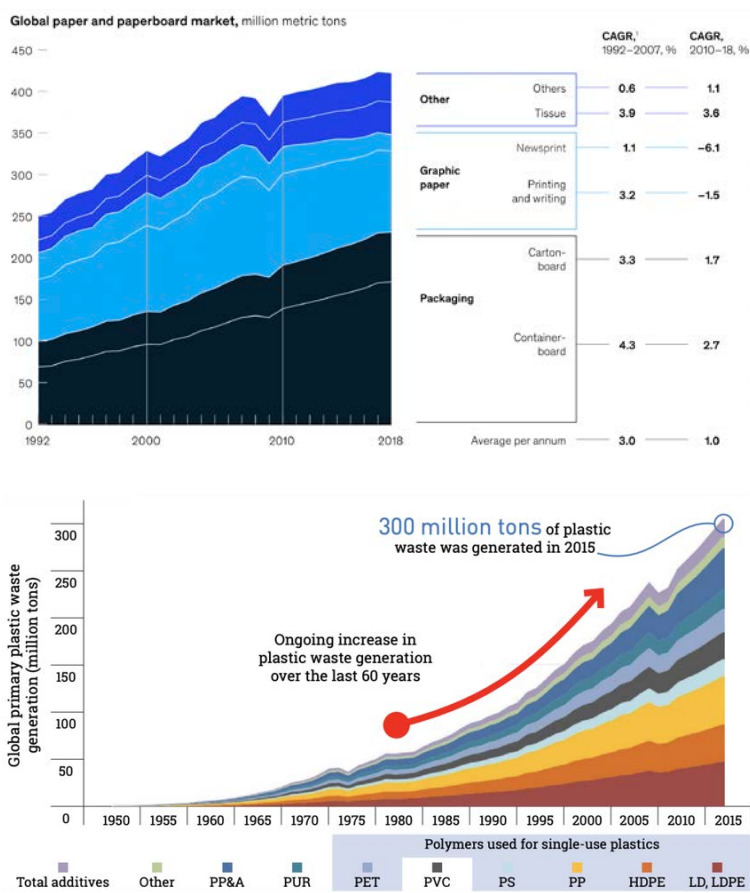 Global paper and paperboard market, million metric tons
CAGR,¹ CAGR,
1992–2007, % 2010–18, %
450
400
350
300
250
200
150
100
50
0
1992 2000 2010 2018
Other
Others 0.6 1.1
Tissue 3.9 3.6
Graphic
paper
Newsprint 1.1 –6.1
Printing
and writing 3.2 –1.5
Packaging
Carton-
board 3.3 1.7
Container-
board 4.3 2.7
Average per annum 3.0 1.0
Global primary plastic waste
generation (million tons)
300
250
200
150
100
50
0
300 million tons of plastic
waste was generated in 2015
Ongoing increase in
plastic waste generation
over the last 60 years
1950 1955 1960 1965 1970 1975 1980 1985 1990 1995 2000 2005 2010 2015
Polymers used for single-use plastics
Total additives Other PP&A PUR PET PVC PS PP HDPE LD, LDPE